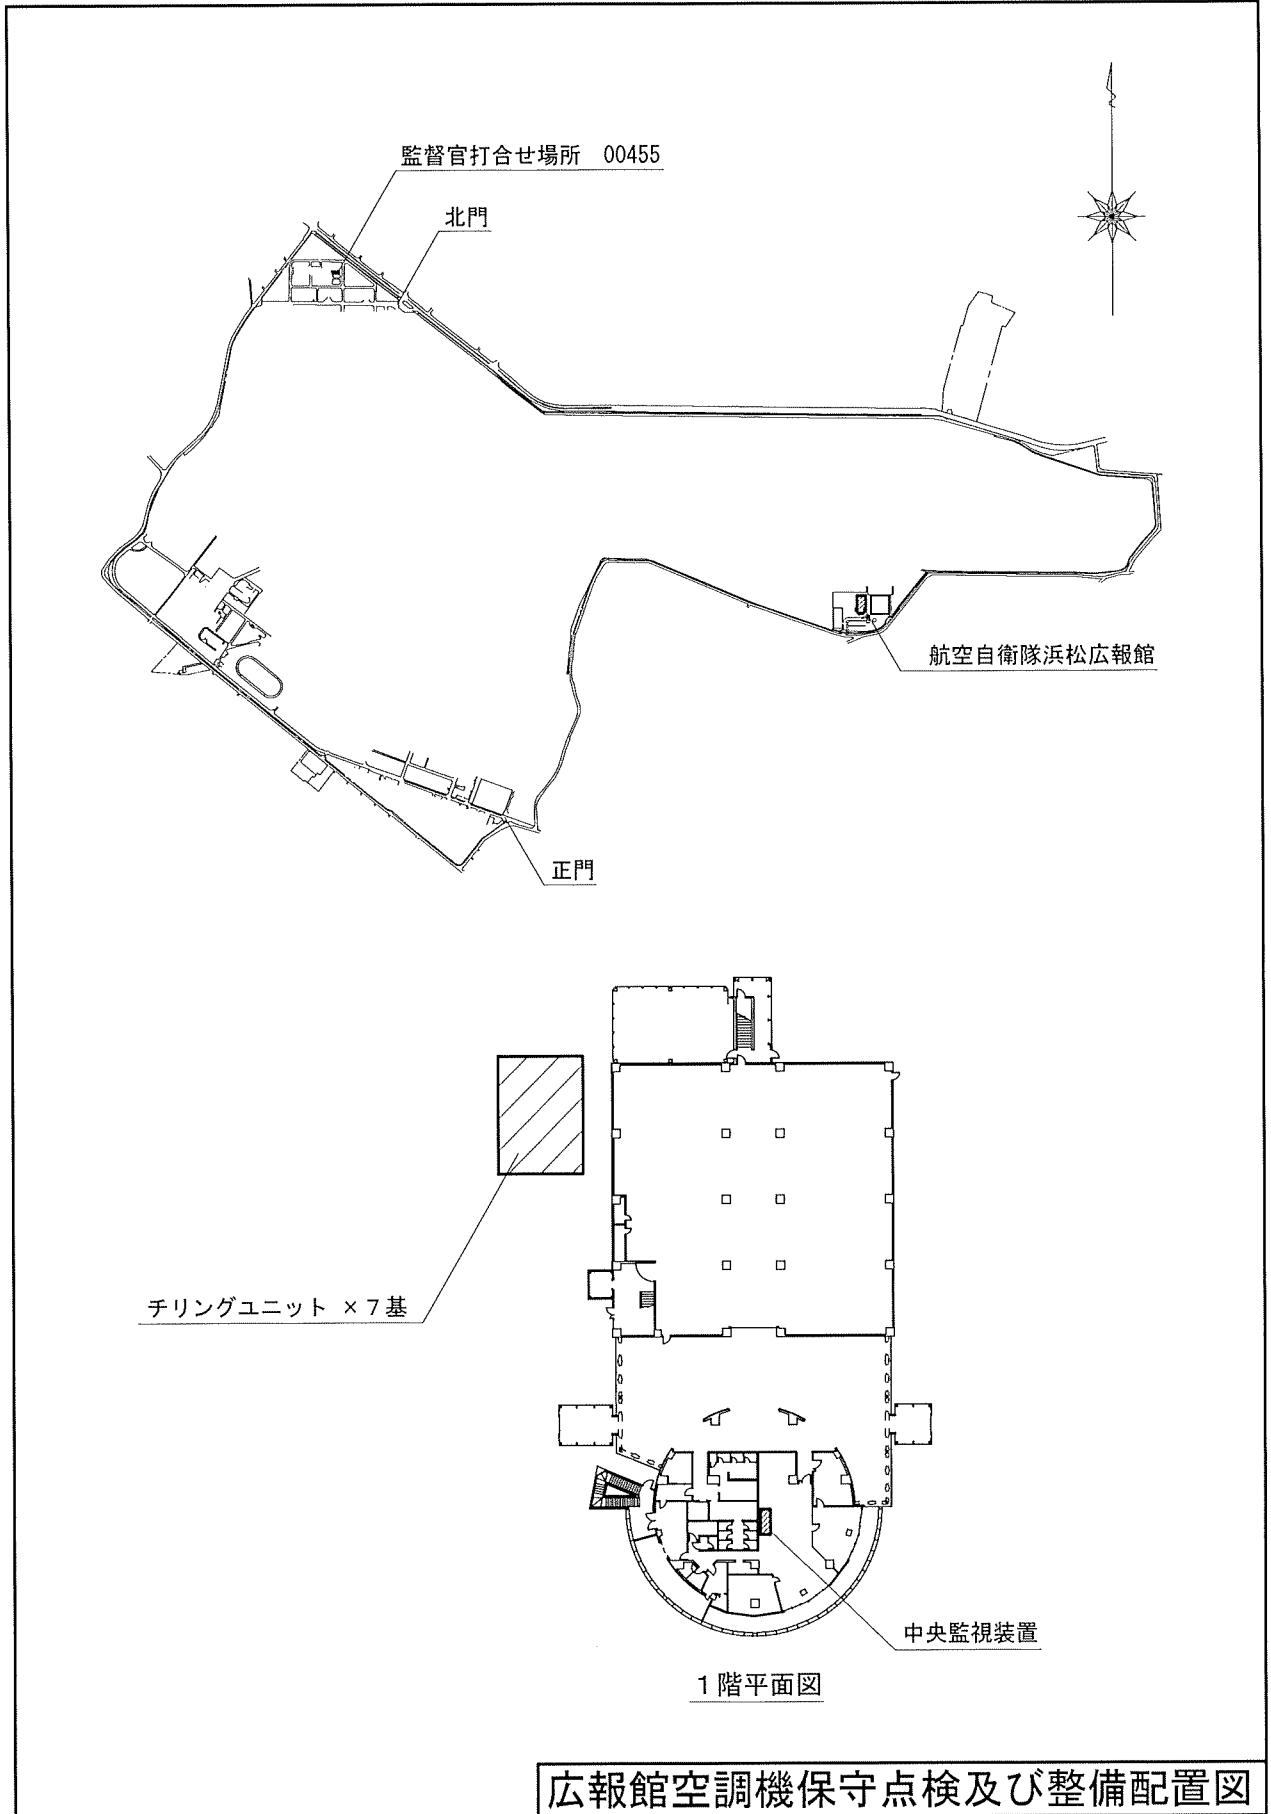 監督官打合せ場所　00455
北門
航空自衛隊浜松広報館
正門
チリングユニット ×７基
中央監視装置
１階平面図
広報館空調機保守点検及び整備配置図